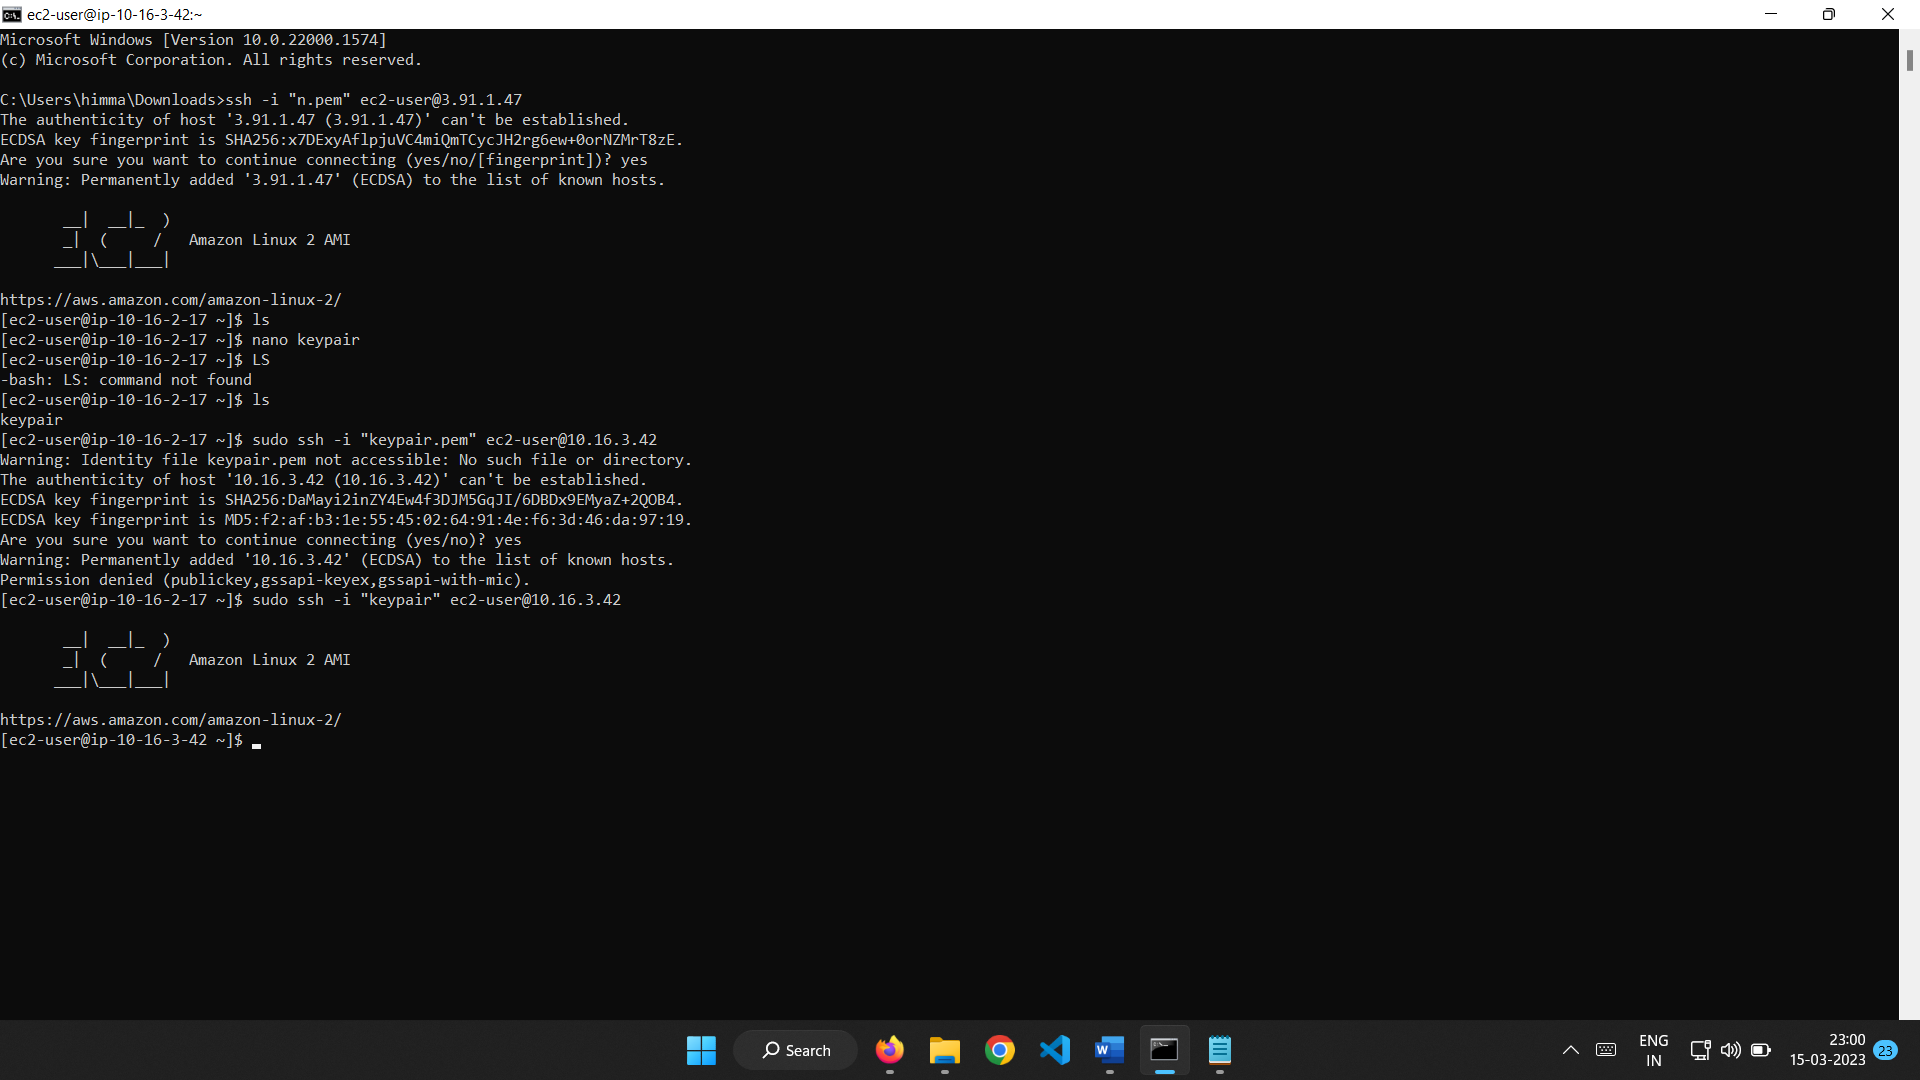 ec2-user@ip-10-16-3-42:~
Microsoft Windows [Version 10.0.22000.1574]
(c) Microsoft Corporation. All rights reserved.
C:\Users\himma\Downloads>ssh -i "n.pem" ec2-user@3.91.1.47
The authenticity of host '3.91.1.47 (3.91.1.47)' can't be established.
ECDSA key fingerprint is SHA256:x7DExyAflpjuVC4miQmTCycJH2rg6ew+0orNZMrT8zE.
Are you sure you want to continue connecting (yes/no/[fingerprint])? yes
Warning: Permanently added '3.91.1.47' (ECDSA) to the list of known hosts.
       __|  __|_  )
       _|  (     /   Amazon Linux 2 AMI
      ___|\___|___|
https://aws.amazon.com/amazon-linux-2/
[ec2-user@ip-10-16-2-17 ~]$ ls
[ec2-user@ip-10-16-2-17 ~]$ nano keypair
[ec2-user@ip-10-16-2-17 ~]$ LS
-bash: LS: command not found
[ec2-user@ip-10-16-2-17 ~]$ ls
keypair
[ec2-user@ip-10-16-2-17 ~]$ sudo ssh -i "keypair.pem" ec2-user@10.16.3.42
Warning: Identity file keypair.pem not accessible: No such file or directory.
The authenticity of host '10.16.3.42 (10.16.3.42)' can't be established.
ECDSA key fingerprint is SHA256:DaMayi2inZY4Ew4f3DJM5GqJI/6DBDx9EMyaZ+2QOB4.
ECDSA key fingerprint is MD5:f2:af:b3:1e:55:45:02:64:91:4e:f6:3d:46:da:97:19.
Are you sure you want to continue connecting (yes/no)? yes
Warning: Permanently added '10.16.3.42' (ECDSA) to the list of known hosts.
Permission denied (publickey,gssapi-keyex,gssapi-with-mic).
[ec2-user@ip-10-16-2-17 ~]$ sudo ssh -i "keypair" ec2-user@10.16.3.42
       __|  __|_  )
       _|  (     /   Amazon Linux 2 AMI
      ___|\___|___|
https://aws.amazon.com/amazon-linux-2/
[ec2-user@ip-10-16-3-42 ~]$
Search
ENG
IN
23:00
15-03-2023
23